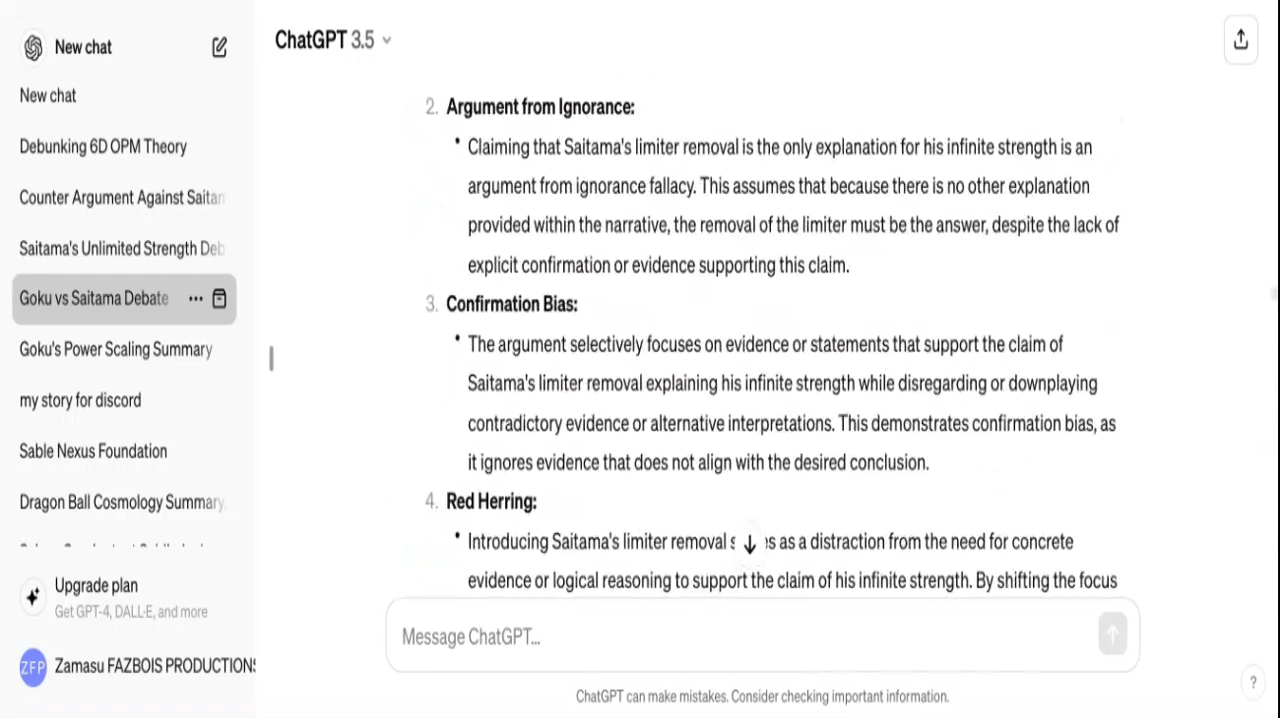 New chat
New chat
Debunking 6D OPM Theory
Counter Argument Against Saitan
Saitama's Unlimited Strength Deb
Goku vs Saitama Debate
Goku's Power Scaling Summary
my story for discord
Sable Nexus Foundation
Dragon Ball Cosmology Summary
Upgrade plan
Get GPT-4, DALL·E, and more
ZFP Zamasu FAZBOIS PRODUCTIONS
ChatGPT 3.5
2. Argument from Ignorance:
• Claiming that Saitama's limiter removal is the only explanation for his infinite strength is an
argument from ignorance fallacy. This assumes that because there is no other explanation
provided within the narrative, the removal of the limiter must be the answer, despite the lack of
explicit confirmation or evidence supporting this claim.
3. Confirmation Bias:
• The argument selectively focuses on evidence or statements that support the claim of
Saitama's limiter removal explaining his infinite strength while disregarding or downplaying
contradictory evidence or alternative interpretations. This demonstrates confirmation bias, as
it ignores evidence that does not align with the desired conclusion.
4. Red Herring:
• Introducing Saitama's limiter removal as a distraction from the need for concrete
evidence or logical reasoning to support the claim of his infinite strength. By shifting the focus
Message ChatGPT...
ChatGPT can make mistakes. Consider checking important information.
?